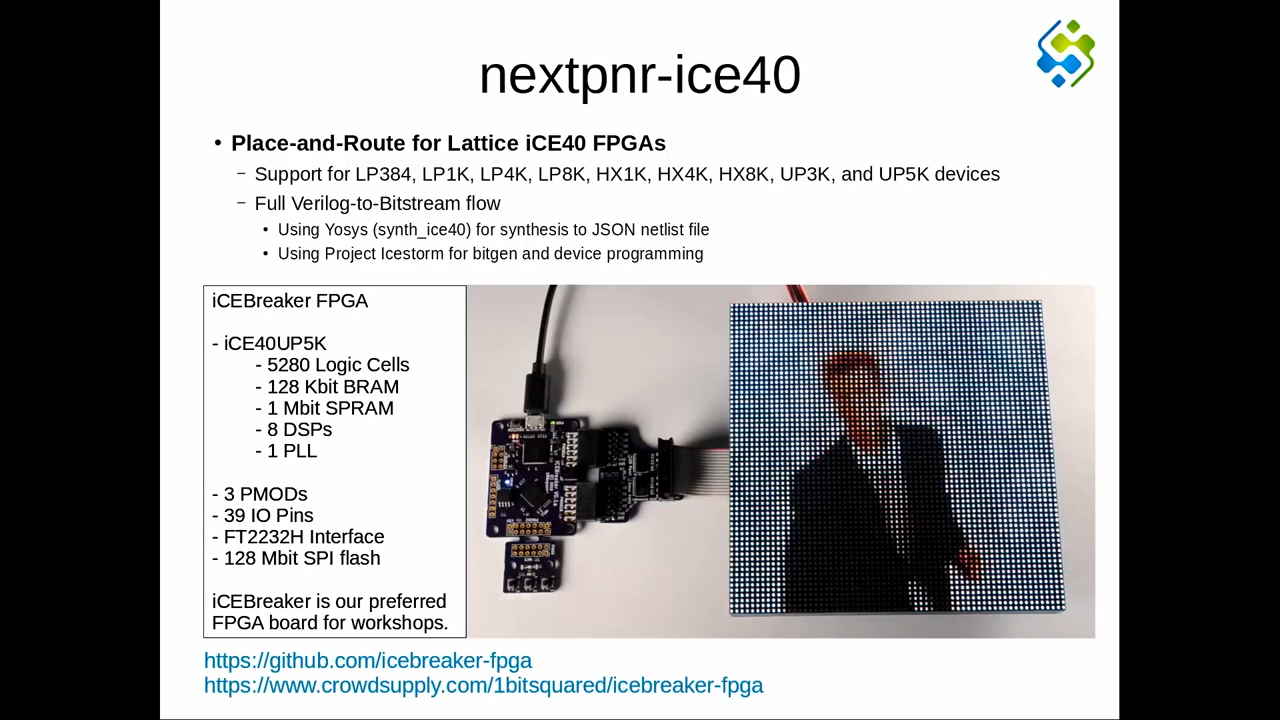 nextpnr-ice40
• Place-and-Route for Lattice iCE40 FPGAs
– Support for LP384, LP1K, LP4K, LP8K, HX1K, HX4K, HX8K, UP3K, and UP5K devices
– Full Verilog-to-Bitstream flow
• Using Yosys (synth_ice40) for synthesis to JSON netlist file
• Using Project Icestorm for bitgen and device programming
iCEBreaker FPGA
- iCE40UP5K
- 5280 Logic Cells
- 128 Kbit BRAM
- 1 Mbit SPRAM
- 8 DSPs
- 1 PLL
- 3 PMODs
- 39 IO Pins
- FT2232H Interface
- 128 Mbit SPI flash
iCEBreaker is our preferred
FPGA board for workshops.
https://github.com/icebreaker-fpga
https://www.crowdsupply.com/1bitsquared/icebreaker-fpga